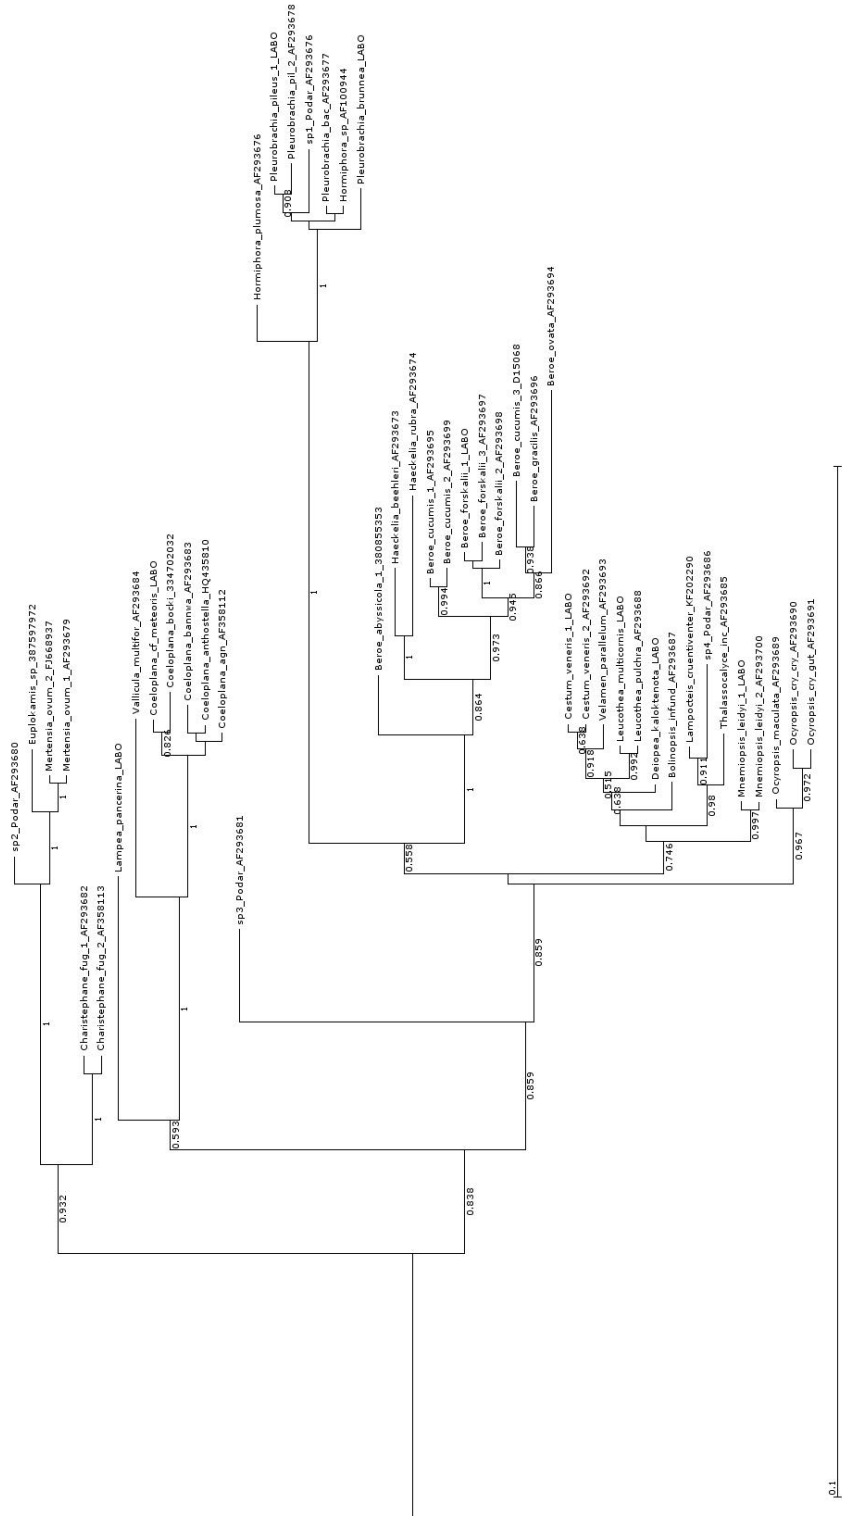 sp2_Podar_AF293680
Euplokamis_sp_387597972
Mertensia_ovum_2_FJ668937
Mertensia_ovum_1_AF293679
1
1
1
Charistephane_fug_1_AF293682
Charistephane_fug_2_AF358113
1
0.932
Lampea_pancerina_LABO
Vallicula_multifor_AF293684
Coeloplana_cf_meteoris_LABO
Coeloplana_bocki_334702032
0.826
Coeloplana_bannwa_AF293683
Coeloplana_anthostella_HQ435810
Coeloplana_agn_AF358112
1
1
0.593
sp3_Podar_AF293681
Hormiphora_plumosa_AF293676
Pleurobrachia_pileus_1_LABO
Pleurobrachia_pil_2_AF293678
0.908
sp1_Podar_AF293676
Pleurobrachia_bac_AF293677
Hormiphora_sp_AF100944
Pleurobrachia_brunnea_LABO
1
1
Beroe_abyssicola_1_380855353
Haeckelia_beehleri_AF293673
Haeckelia_rubra_AF293674
1
Beroe_cucumis_1_AF293695
Beroe_cucumis_2_AF293699
0.994
Beroe_forskalii_1_LABO
Beroe_forskalii_3_AF293697
Beroe_forskalii_2_AF293698
1
Beroe_cucumis_3_D15068
Beroe_gracilis_AF293696
0.938
Beroe_ovata_AF293694
0.866
0.945
0.973
0.864
1
0.558
Cestum_veneris_1_LABO
Cestum_veneris_2_AF293692
0.638
Velamen_parallelum_AF293693
0.918
Leucothea_multicornis_LABO
Leucothea_pulchra_AF293688
0.992
0.515
Deiopea_kaloktenota_LABO
0.638
Bolinopsis_infund_AF293687
Lampocteis_cruentiventer_KF202290
sp4_Podar_AF293686
0.911
Thalassocalyce_inc_AF293685
0.98
Mnemiopsis_leidyi_1_LABO
Mnemiopsis_leidyi_2_AF293700
0.997
0.746
Ocyropsis_maculata_AF293689
Ocyropsis_cry_cry_AF293690
Ocyropsis_cry_gut_AF293691
0.972
0.967
0.859
0.859
0.838
0.1